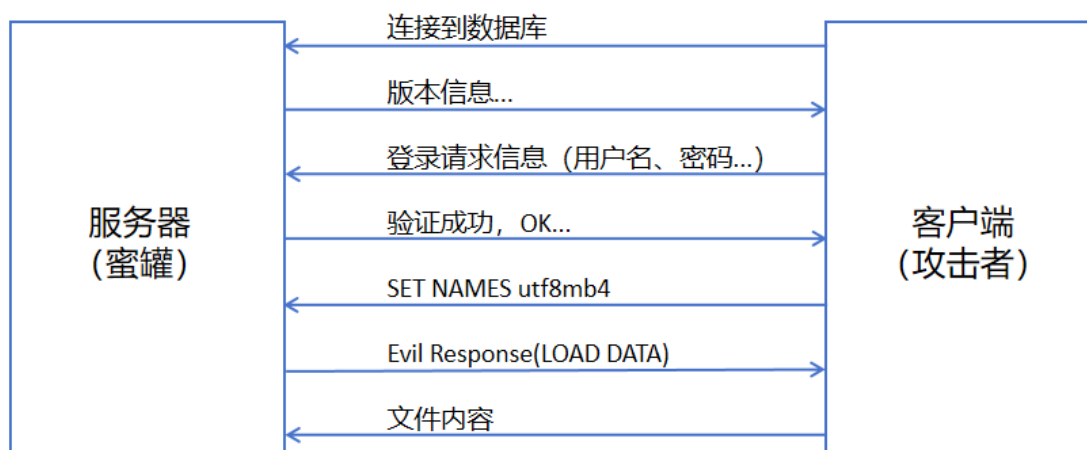 连接到数据库
版本信息...
登录请求信息（用户名、密码...）
服务器
（蜜罐）
验证成功，OK...
客户端
（攻击者）
SET NAMES utf8mb4
Evil Response(LOAD DATA)
文件内容